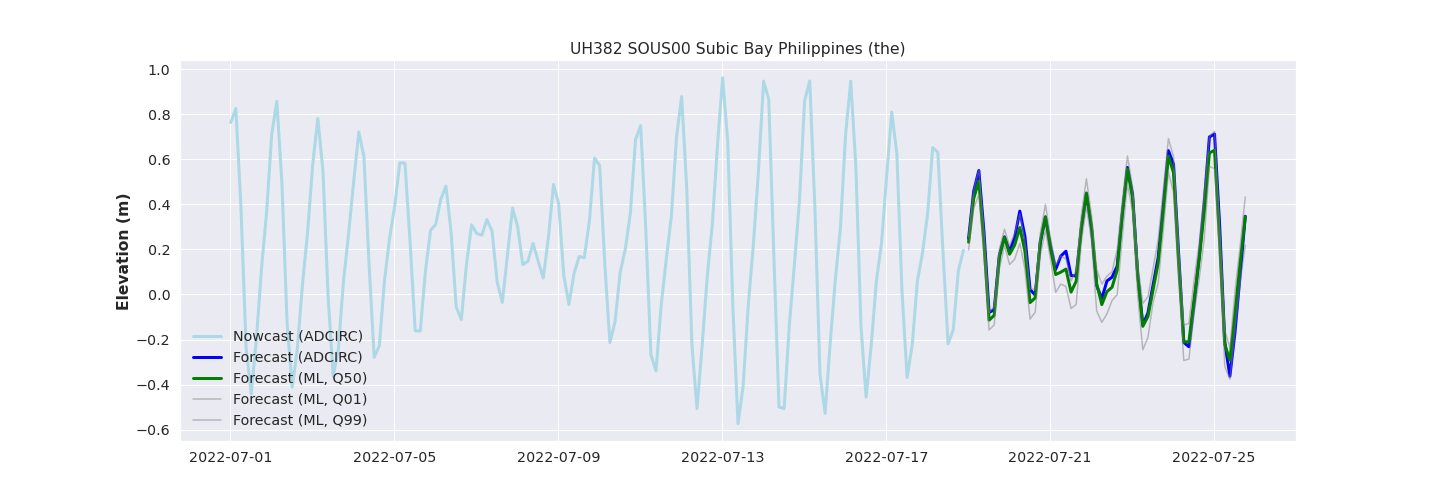 UH382 SOUS00 Subic Bay Philippines (the)
Elevation (m)
1.0
0.8
0.6
0.4
0.2
0.0
−0.2
−0.4
−0.6
Nowcast (ADCIRC)
Forecast (ADCIRC)
Forecast (ML, Q50)
Forecast (ML, Q01)
Forecast (ML, Q99)
2022-07-01
2022-07-05
2022-07-09
2022-07-13
2022-07-17
2022-07-21
2022-07-25